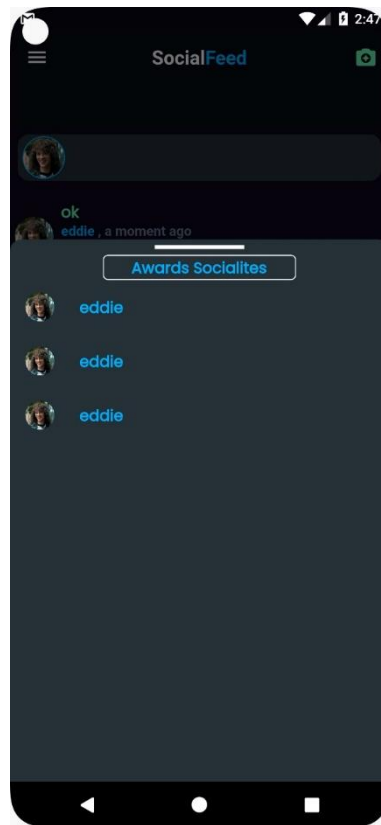 2:47
SocialFeed
ok
eddie , a moment ago
Awards Socialites
eddie
eddie
eddie